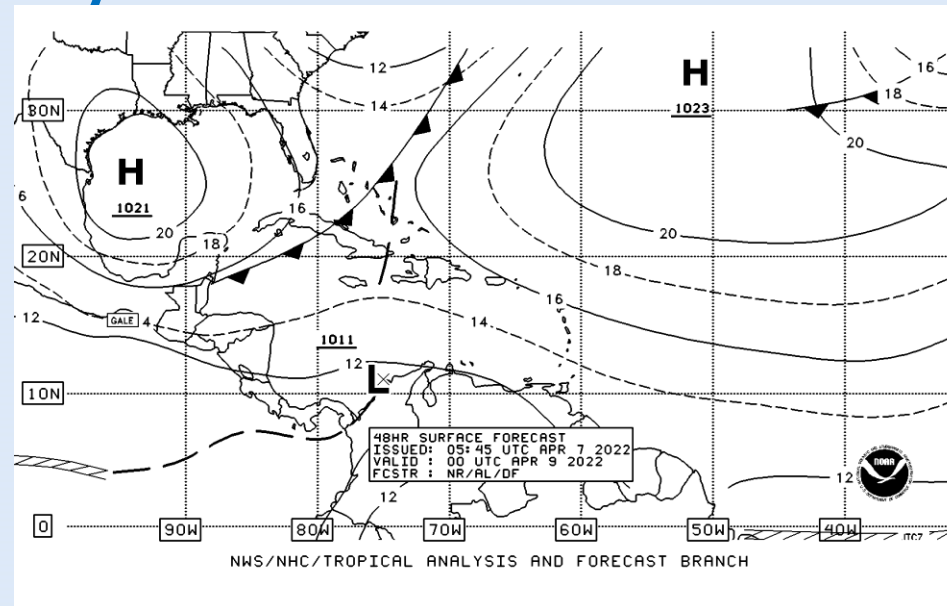 12
16
H
1023
18
14
30N
20
H
1021
6
16
20
18
20
20N
18
16
12
GALE
4
14
1011
12
L
10N
48HR SURFACE FORECAST
ISSUED: 05:45 UTC APR 7 2022
VALID : 00 UTC APR 9 2022
FCSTR : NR/AL/DF
12
12
NOAA
0
90W
80W
70W
60W
50W
40W
NWS/NHC/TROPICAL ANALYSIS AND FORECAST BRANCH